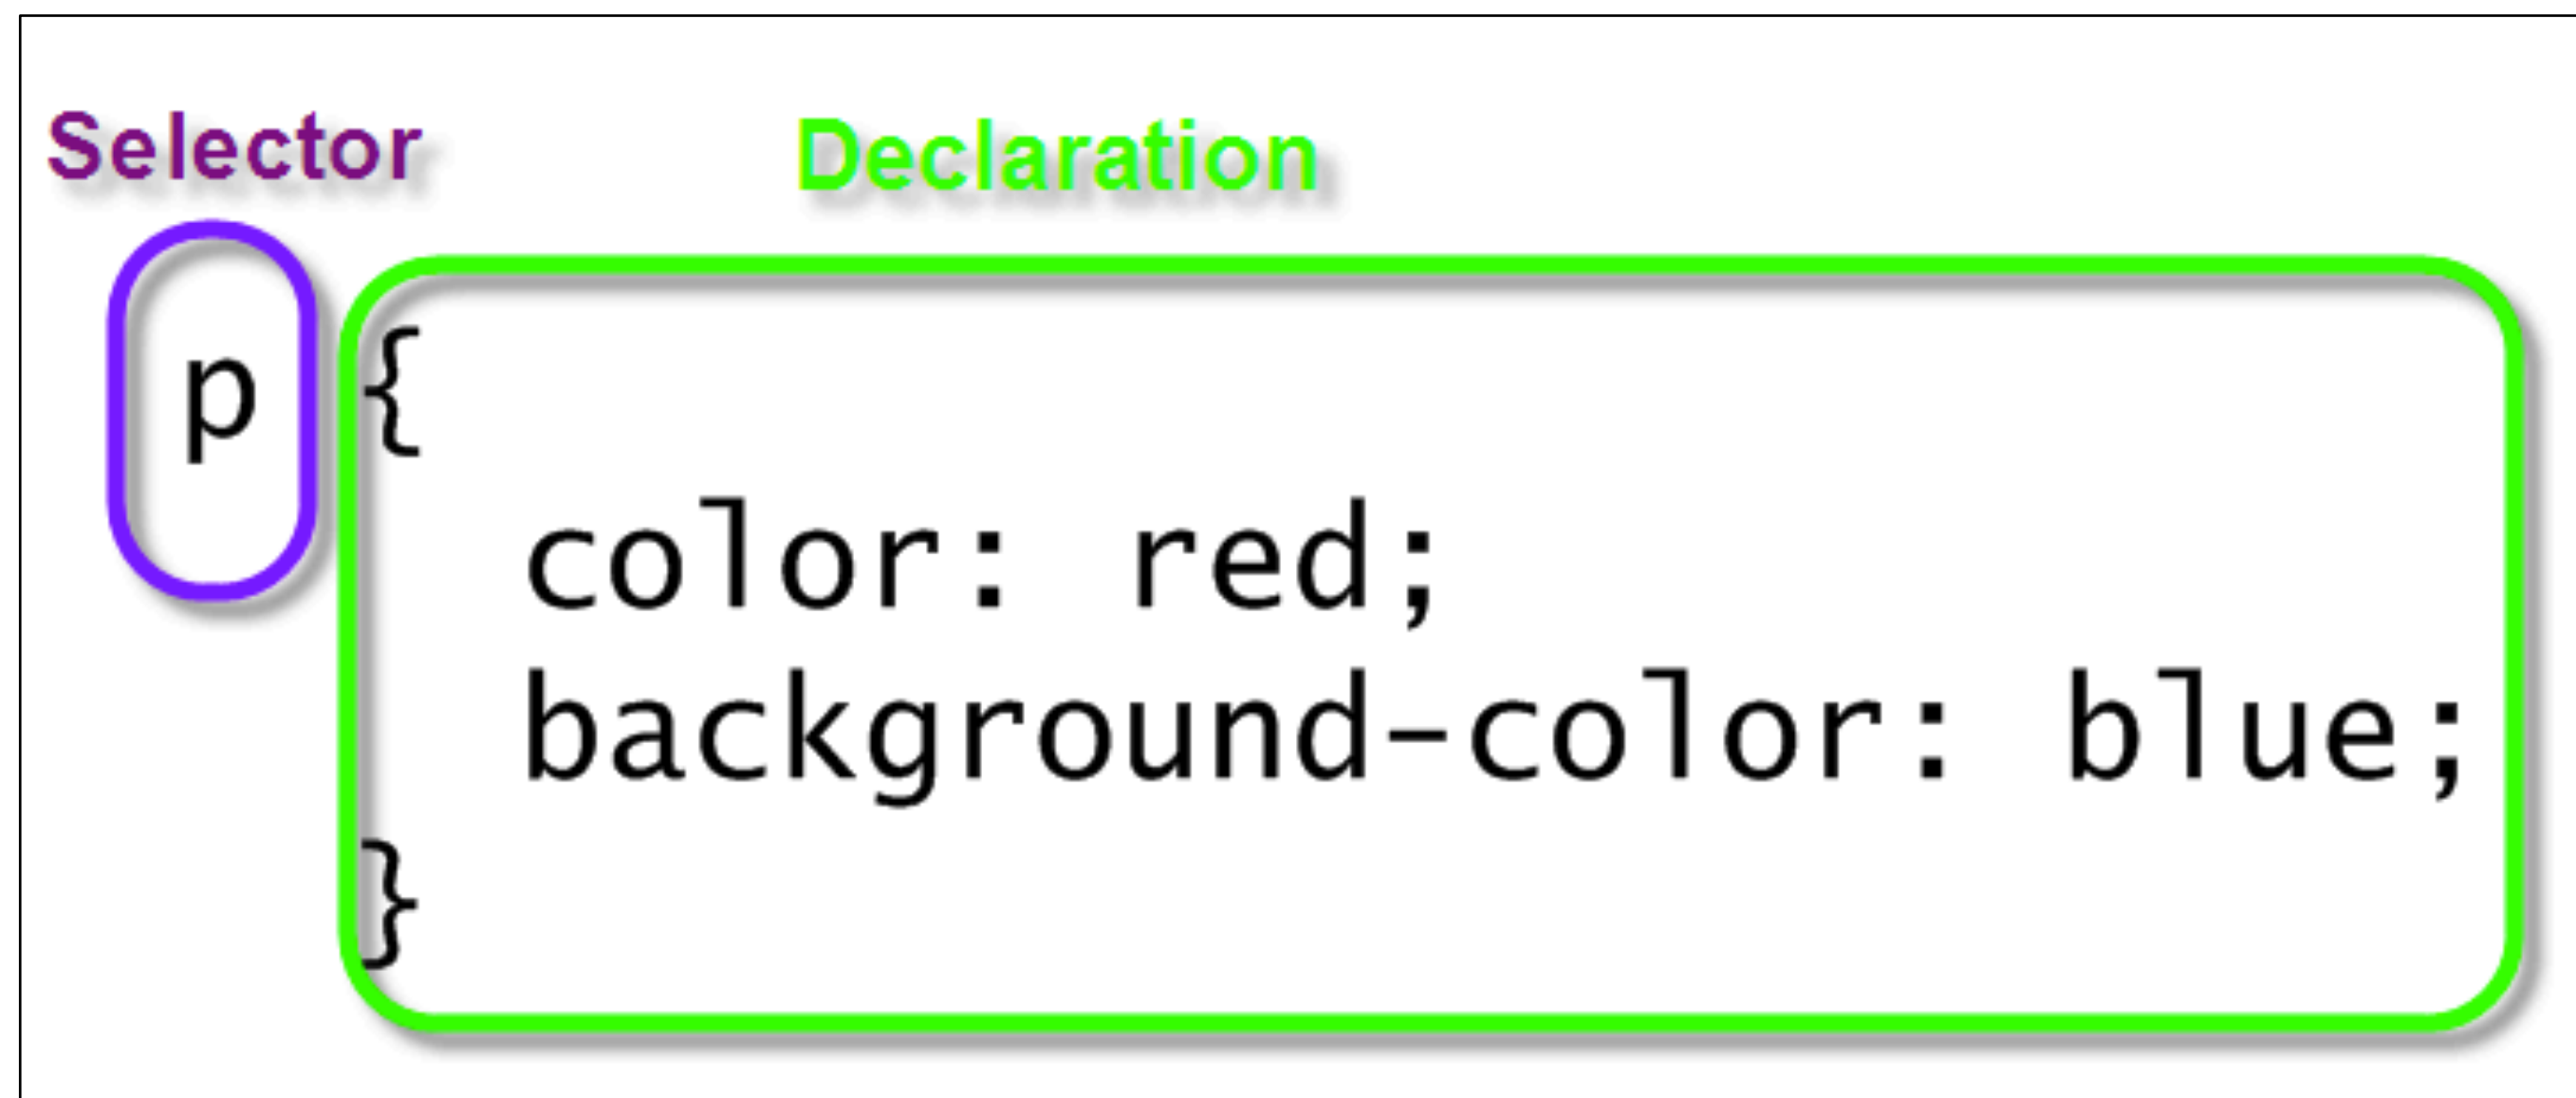 Selector
Declaration
p {
color: red;
background-color: blue;
}